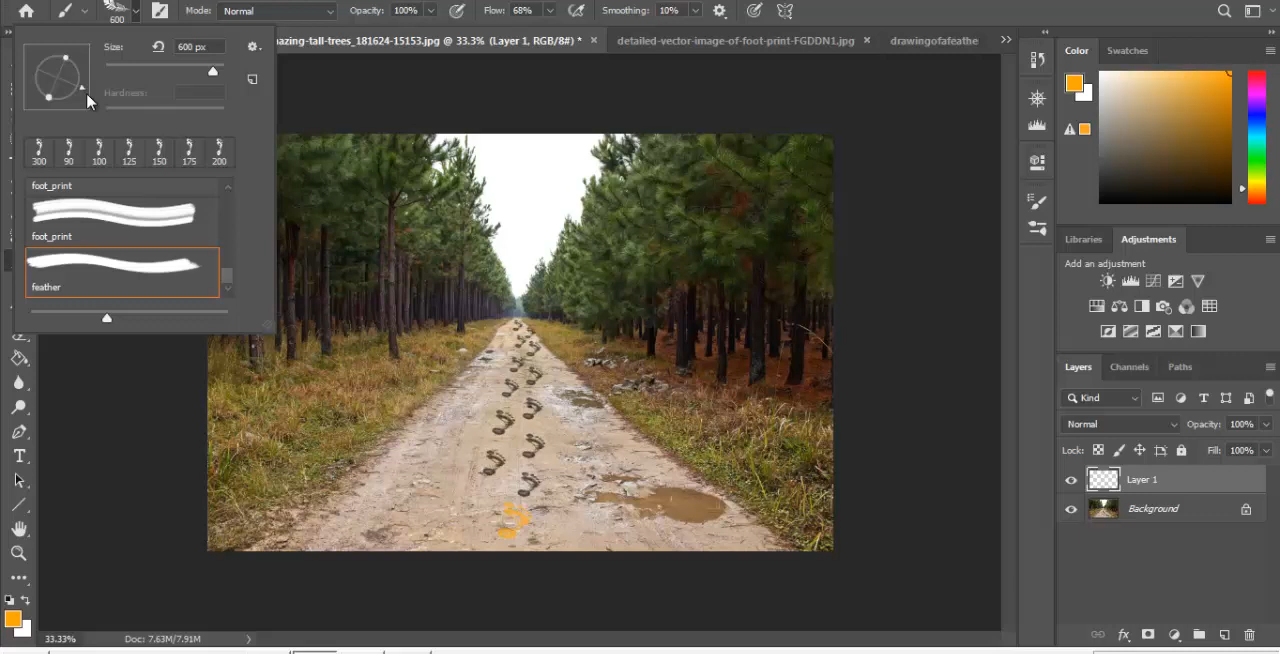 600
Mode: Normal
Opacity: 100%
Flow: 68%
Smoothing: 10%
azing-tall-trees_181624-15153.jpg @ 33.3% (Layer 1, RGB/8#) *
detailed-vector-image-of-foot-print-FGDDN1.jpg
drawingofafeathe
Size: 600 px
Hardness:
300 90 100 125 150 175 200
foot_print
foot_print
feather
Color Swatches
Libraries Adjustments
Add an adjustment
Layers Channels Paths
Kind
Normal Opacity: 100%
Lock: Fill: 100%
Layer 1
Background
33.33% Doc: 7.63M/7.91M